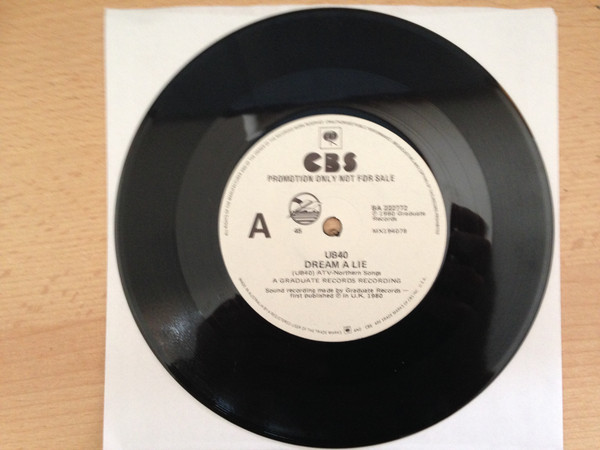 CBS
PROMOTION ONLY NOT FOR SALE
A
45
BA 222772
℗ 1980 Graduate
Records
MX194079
UB40
DREAM A LIE
(UB40) ATV-Northern Songs
A GRADUATE RECORDS RECORDING
Sound recording made by Graduate Records –
first published ℗ in U.K. 1980